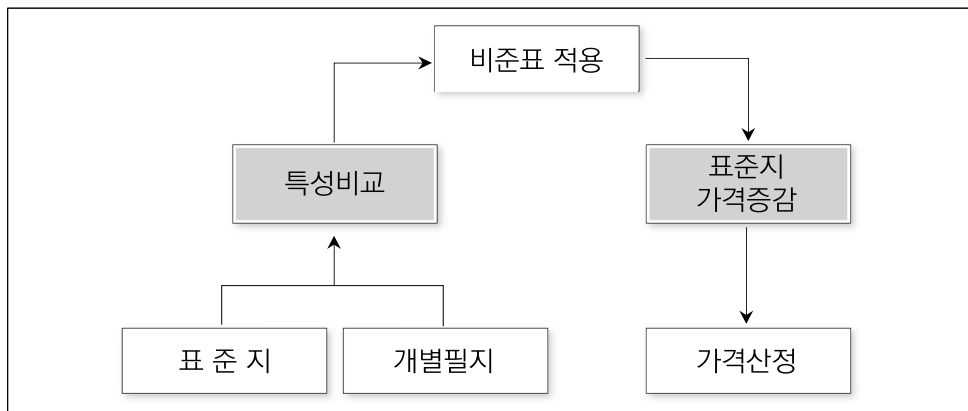 비준표 적용
특성비교
표준지
가격증감
표 준 지
개별필지
가격산정